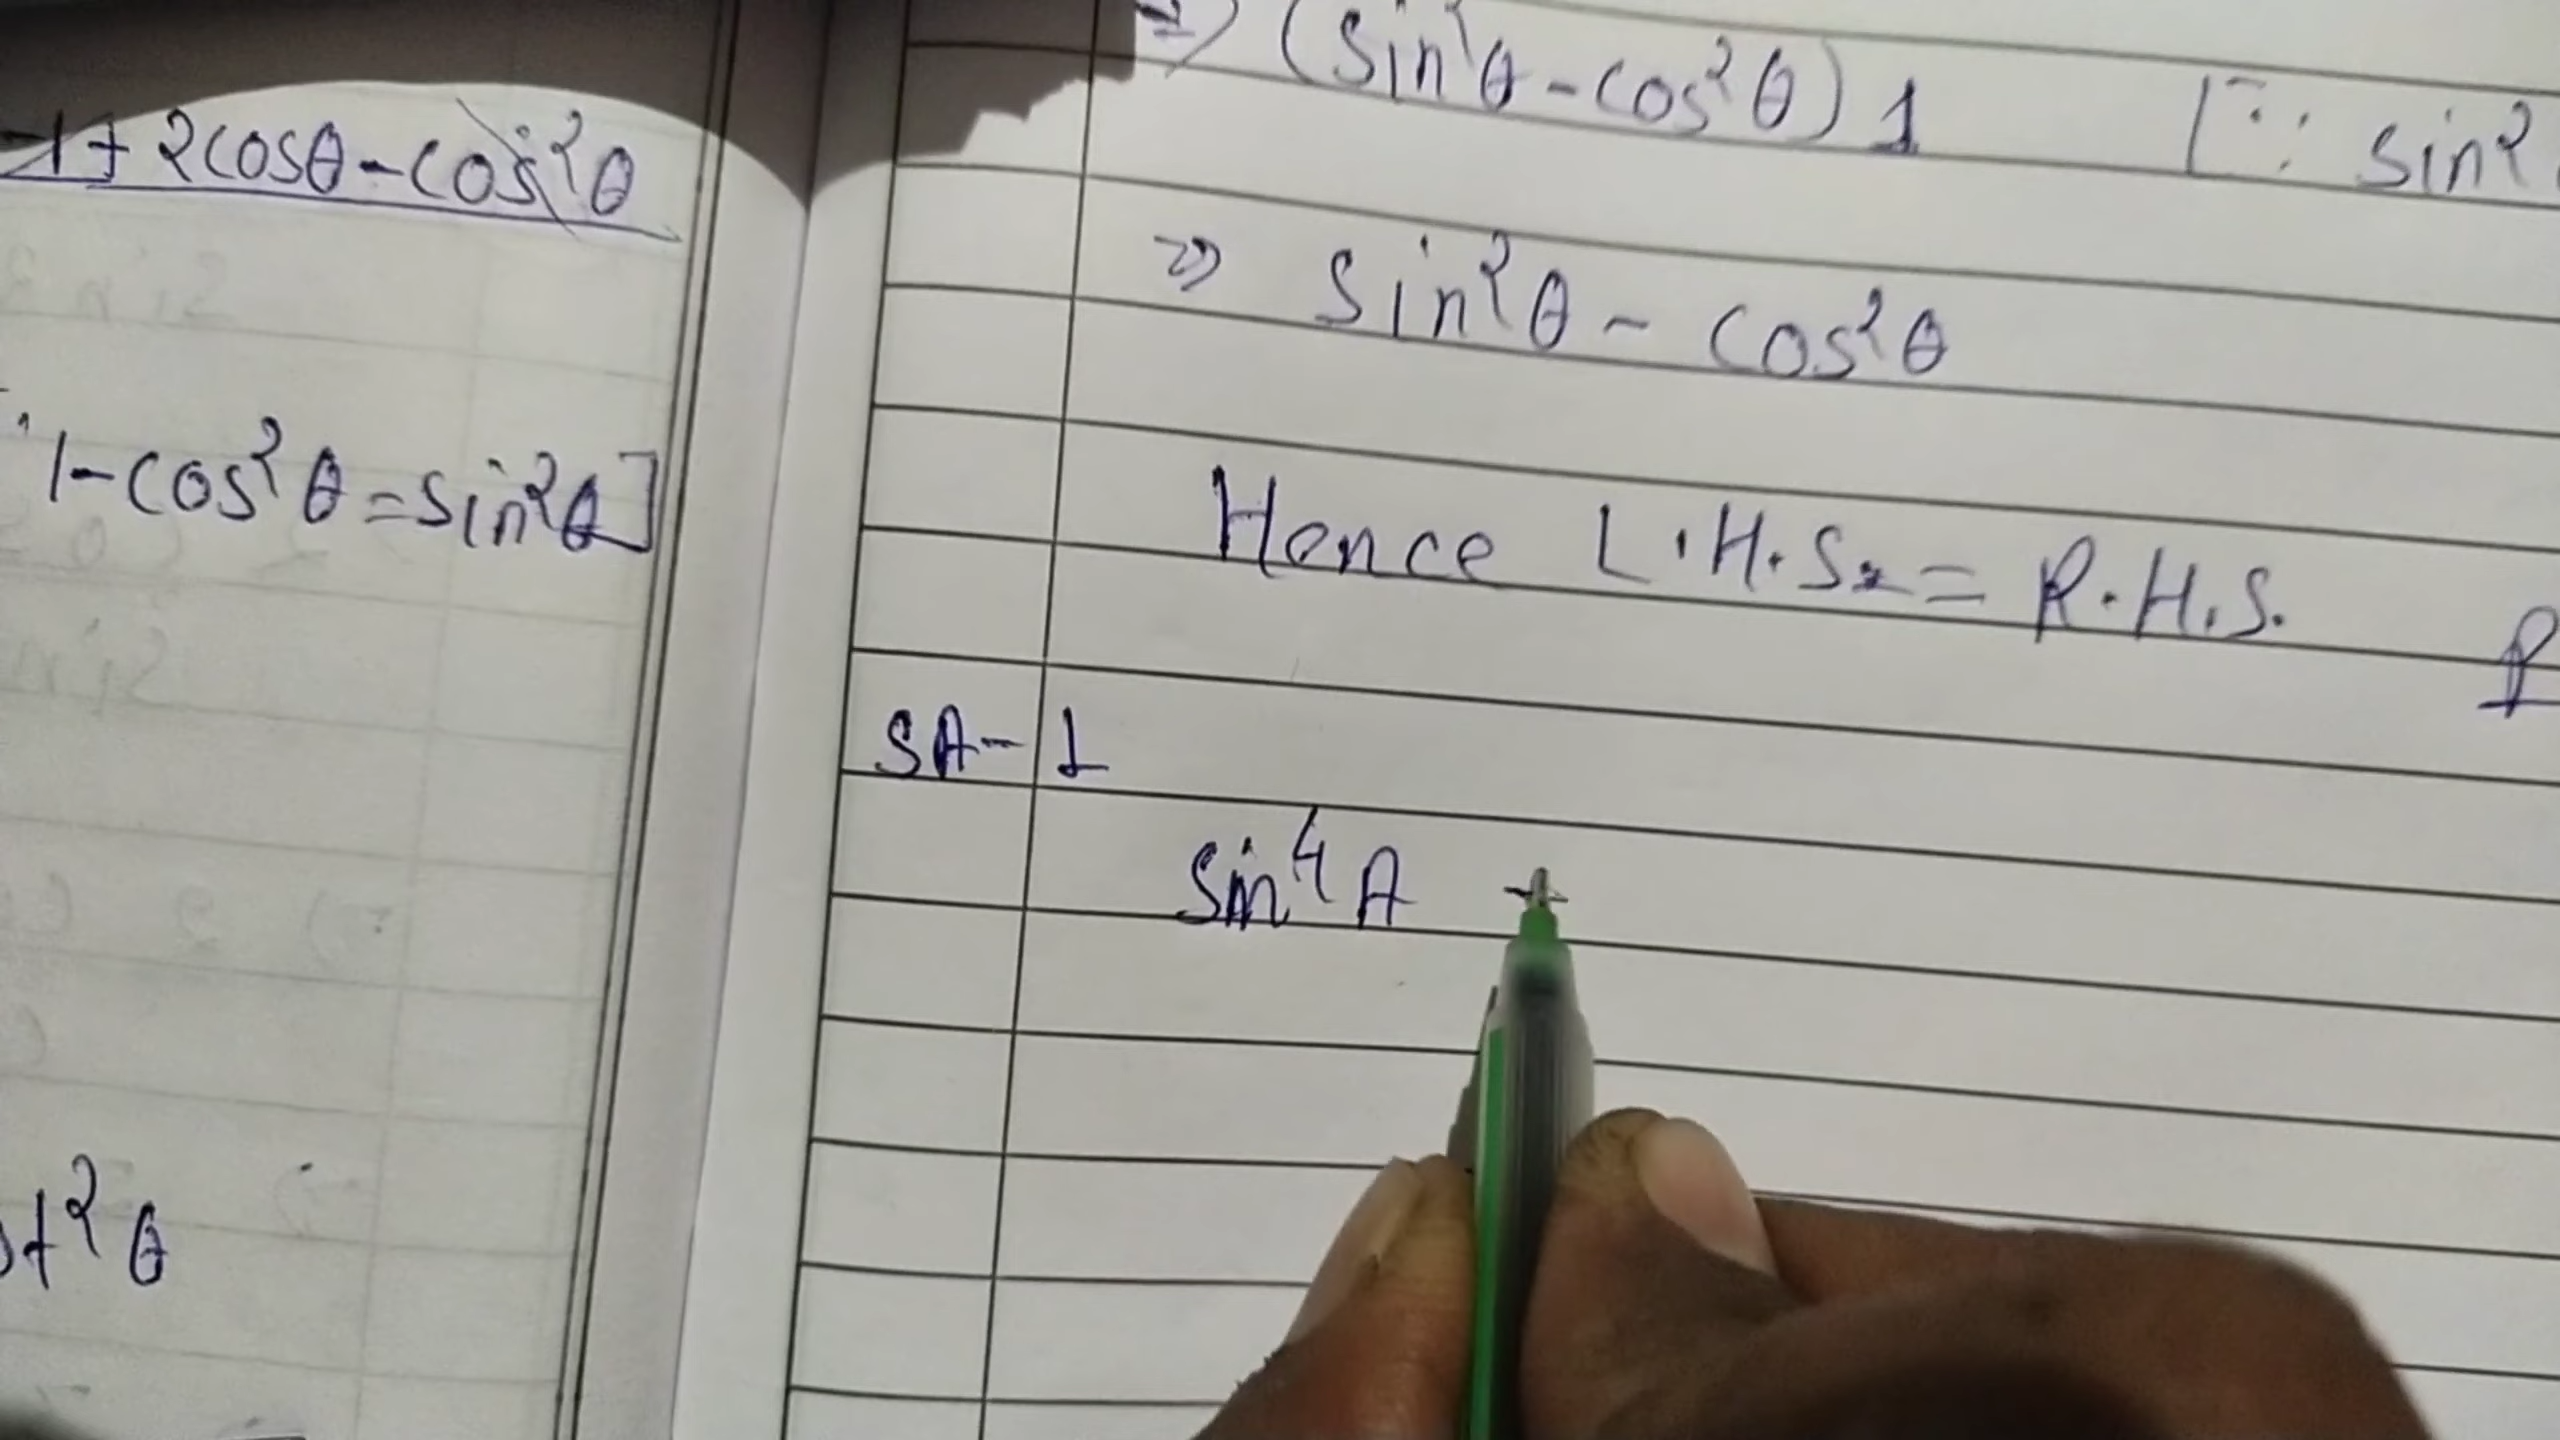 -1+2cosθ-cos²θ
1-cos²θ=sin²θ]
t²θ
⇒ (sin²θ-cos²θ)1 [∵ sin²
⇒ sin²θ - cos²θ
Hence L.H.S. = R.H.S.
SA-1
sin⁴A +